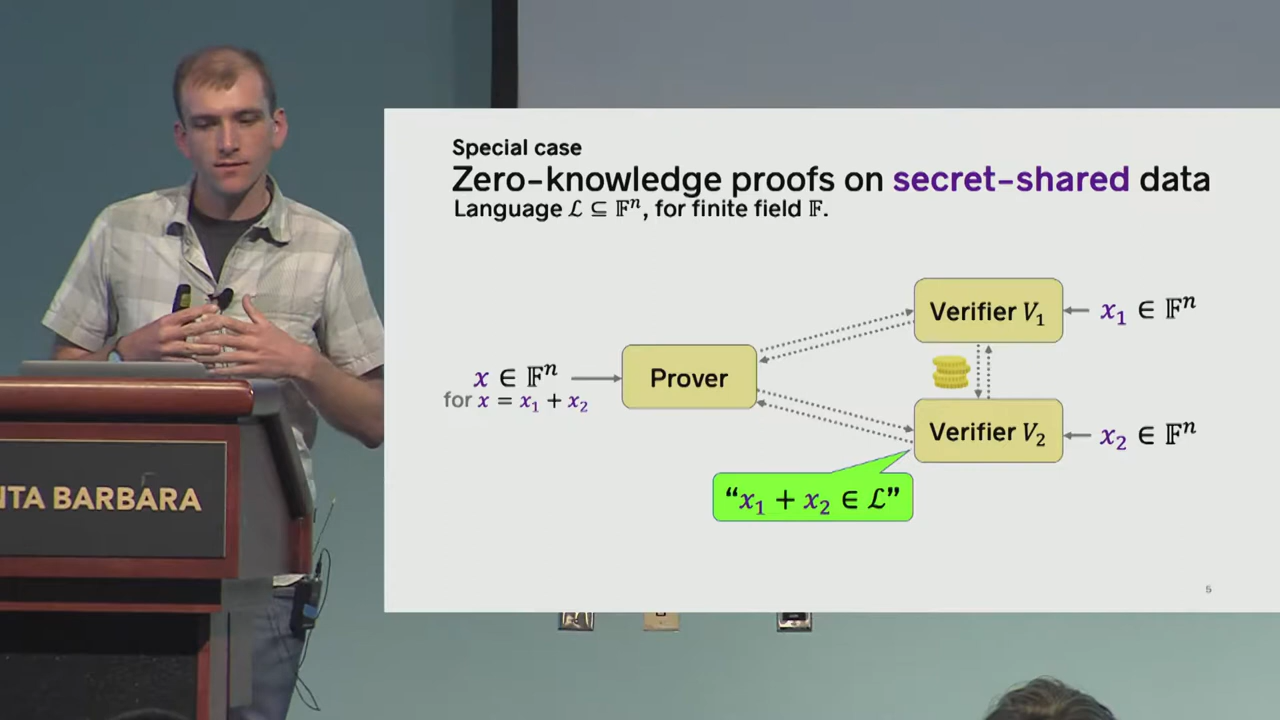 Special case
Zero-knowledge proofs on secret-shared data
Language ℒ ⊆ 𝔽ⁿ, for finite field 𝔽.
Verifier V₁
x₁ ∈ 𝔽ⁿ
x ∈ 𝔽ⁿ
for x = x₁ + x₂
Prover
Verifier V₂
x₂ ∈ 𝔽ⁿ
“x₁ + x₂ ∈ ℒ”
NTA BARBARA
5